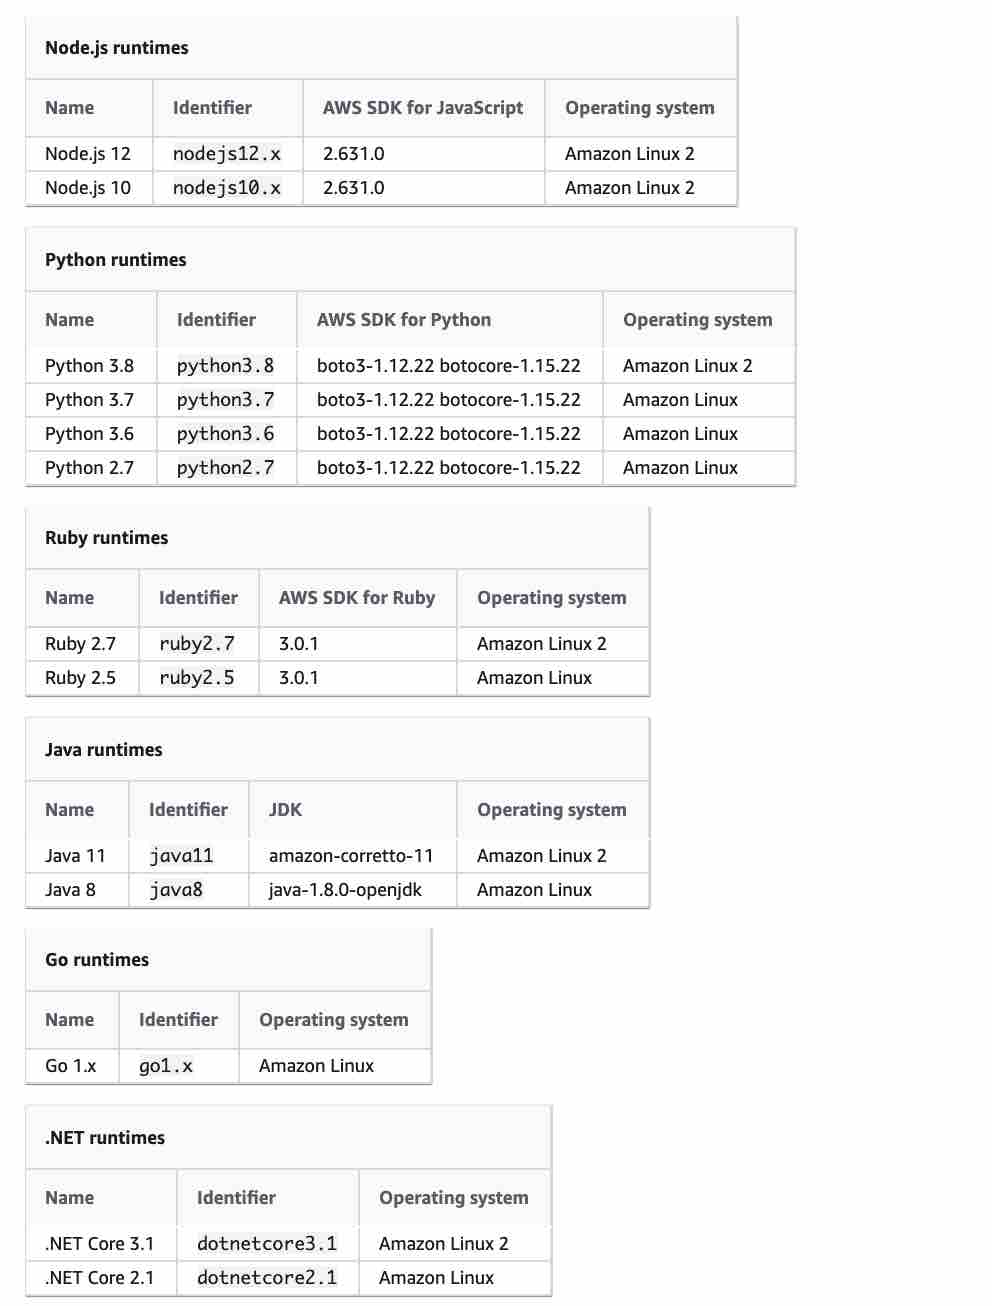 Node.js runtimes
Name Identifier AWS SDK for JavaScript Operating system
Node.js 12 nodejs12.x 2.631.0 Amazon Linux 2
Node.js 10 nodejs10.x 2.631.0 Amazon Linux 2
Python runtimes
Name Identifier AWS SDK for Python Operating system
Python 3.8 python3.8 boto3-1.12.22 botocore-1.15.22 Amazon Linux 2
Python 3.7 python3.7 boto3-1.12.22 botocore-1.15.22 Amazon Linux
Python 3.6 python3.6 boto3-1.12.22 botocore-1.15.22 Amazon Linux
Python 2.7 python2.7 boto3-1.12.22 botocore-1.15.22 Amazon Linux
Ruby runtimes
Name Identifier AWS SDK for Ruby Operating system
Ruby 2.7 ruby2.7 3.0.1 Amazon Linux 2
Ruby 2.5 ruby2.5 3.0.1 Amazon Linux
Java runtimes
Name Identifier JDK Operating system
Java 11 java11 amazon-corretto-11 Amazon Linux 2
Java 8 java8 java-1.8.0-openjdk Amazon Linux
Go runtimes
Name Identifier Operating system
Go 1.x go1.x Amazon Linux
.NET runtimes
Name Identifier Operating system
.NET Core 3.1 dotnetcore3.1 Amazon Linux 2
.NET Core 2.1 dotnetcore2.1 Amazon Linux